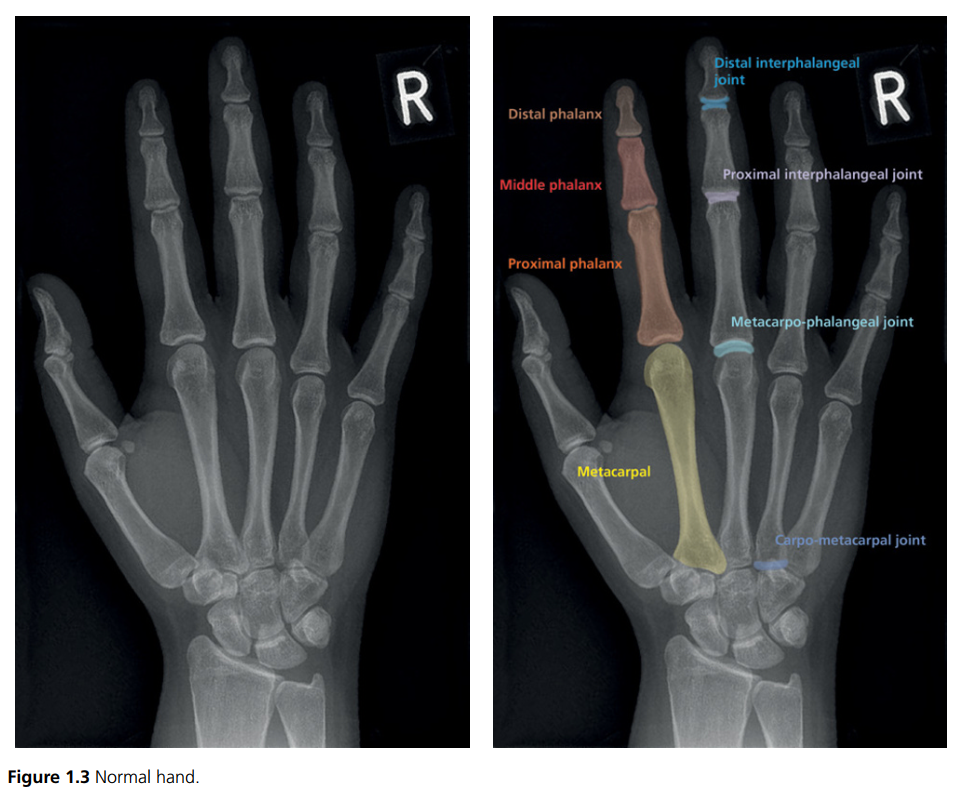 R
Distal interphalangeal
joint
R
Distal phalanx
Proximal interphalangeal joint
Middle phalanx
Proximal phalanx
Metacarpo-phalangeal joint
Metacarpal
Carpo-metacarpal joint
Figure 1.3 Normal hand.